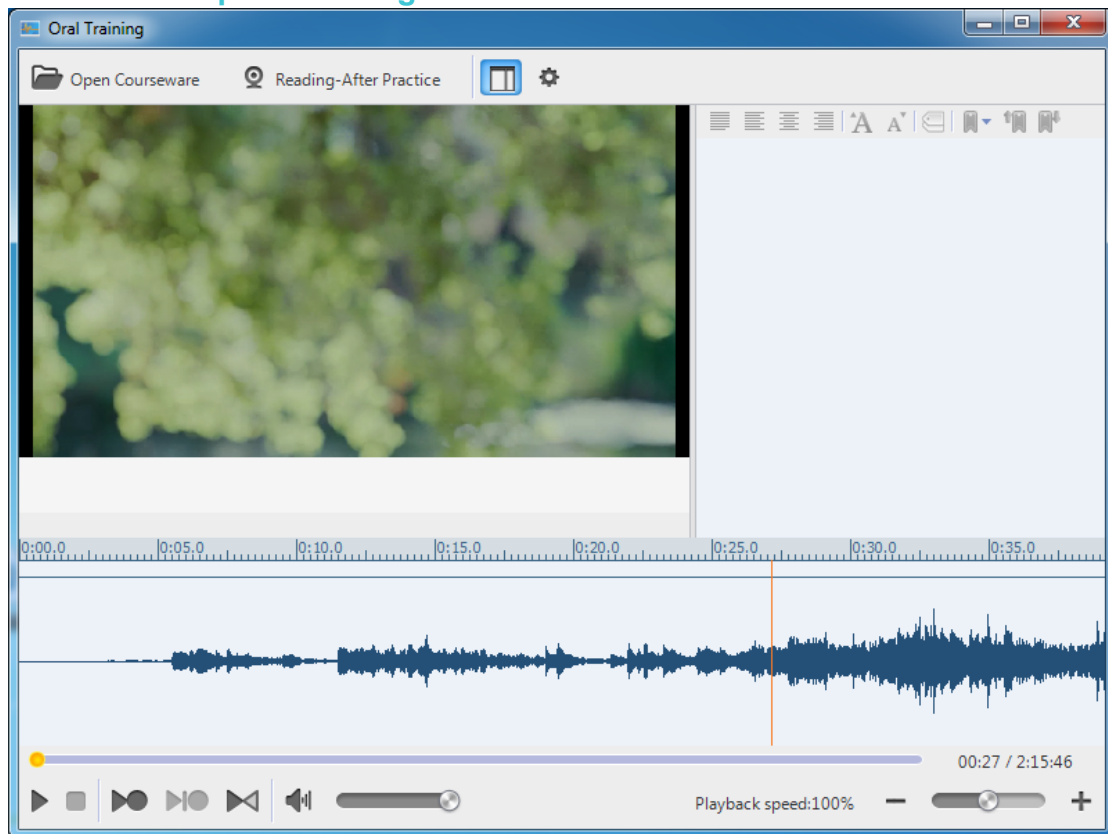 Oral Training
Open Courseware Reading-After Practice
0:00.0 0:05.0 0:10.0 0:15.0 0:20.0 0:25.0 0:30.0 0:35.0
00:27 / 2:15:46
Playback speed:100%